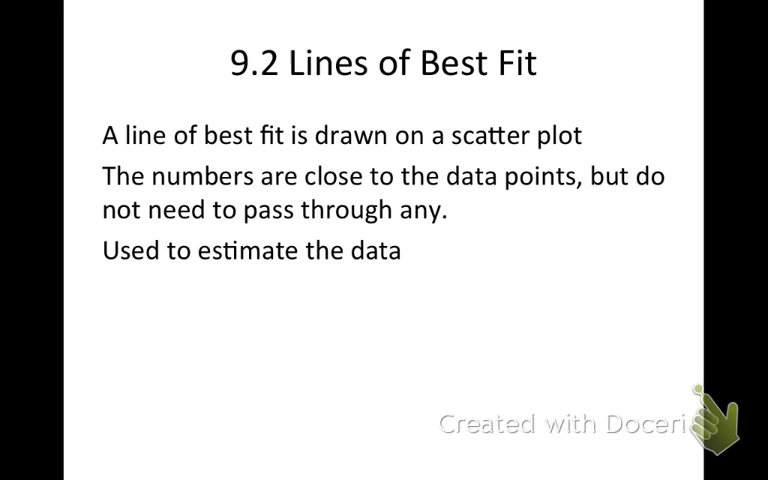 9.2 Lines of Best Fit
A line of best fit is drawn on a scatter plot
The numbers are close to the data points, but do
not need to pass through any.
Used to estimate the data
Created with Doceri